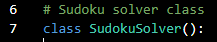 6 # Sudoku solver class
7 class SudokuSolver():